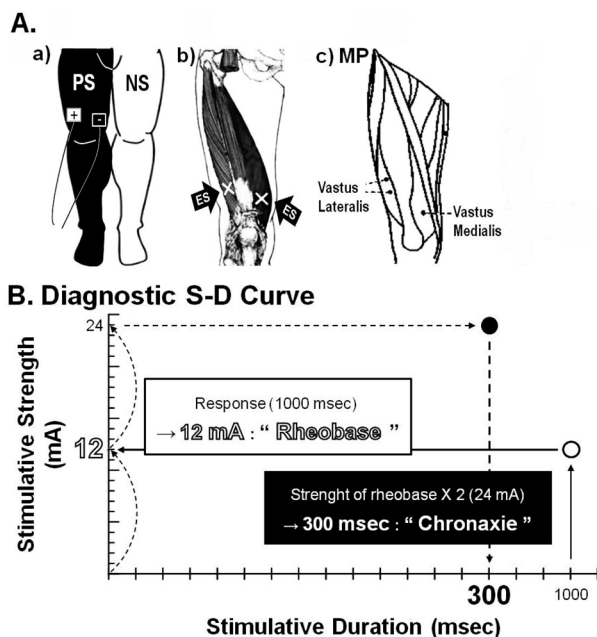 A.
a)
PS
NS
+
-
b)
ES
ES
c) MP
Vastus
Lateralis
Vastus
Medialis
B. Diagnostic S-D Curve
Stimulative Strength
(mA)
24
12
Response (1000 msec)
→ 12 mA : “ Rheobase ”
Strenght of rheobase X 2 (24 mA)
→ 300 msec : “ Chronaxie ”
300
1000
Stimulative Duration (msec)